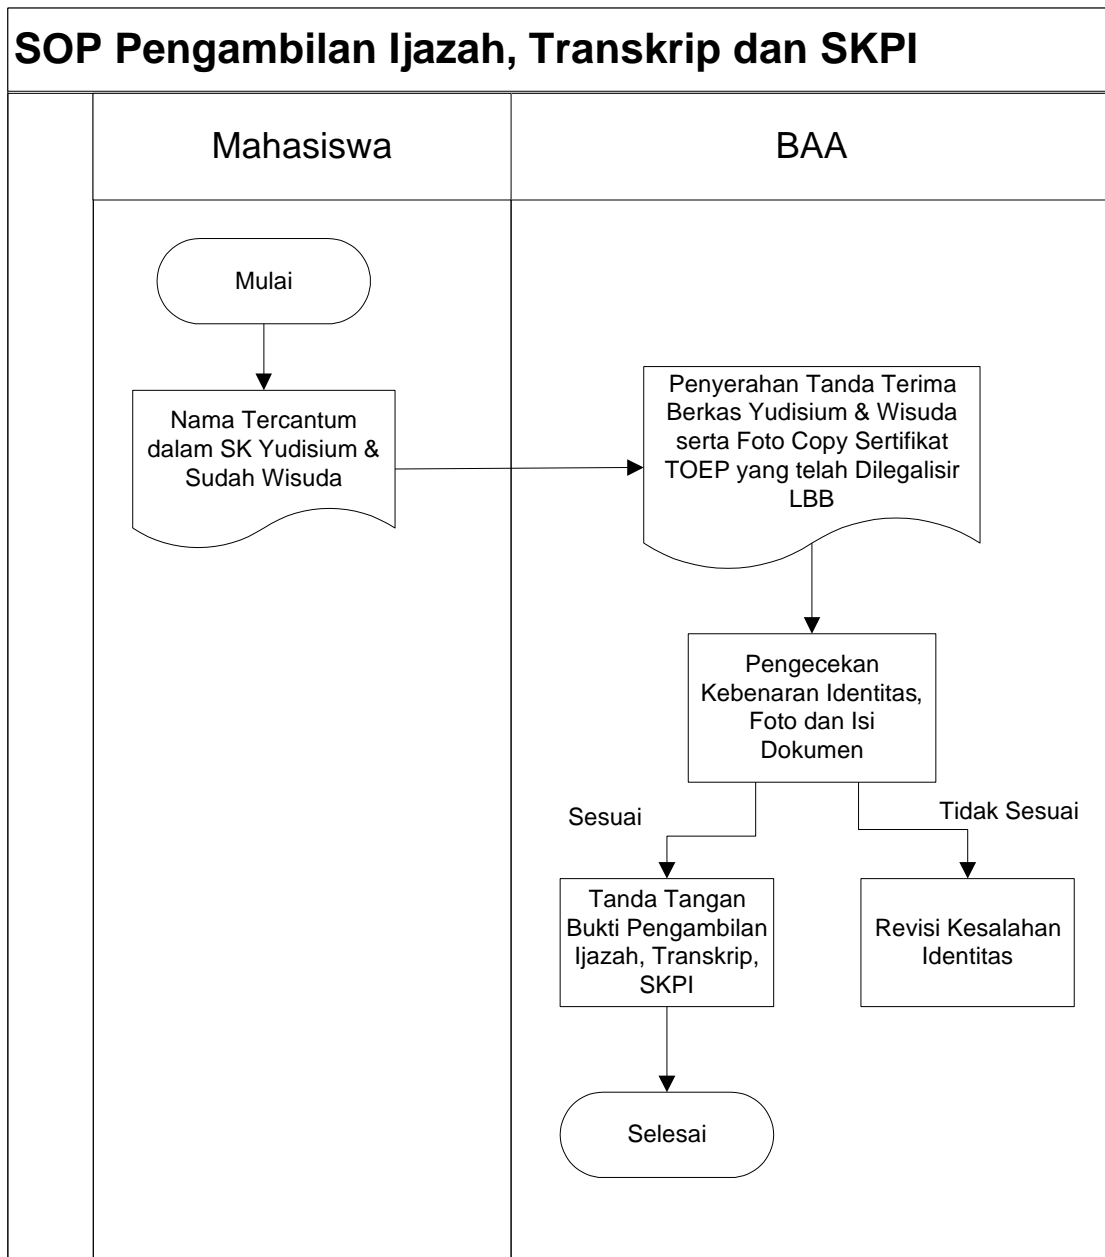 SOP Pengambilan Ijazah, Transkrip dan SKPI
Mahasiswa
BAA
Mulai
Nama Tercantum
dalam SK Yudisium &
Sudah Wisuda
Penyerahan Tanda Terima
Berkas Yudisium & Wisuda
serta Foto Copy Sertifikat
TOEP yang telah Dilegalisir
LBB
Pengecekan
Kebenaran Identitas,
Foto dan Isi
Dokumen
Sesuai
Tidak Sesuai
Tanda Tangan
Bukti Pengambilan
Ijazah, Transkrip,
SKPI
Revisi Kesalahan
Identitas
Selesai